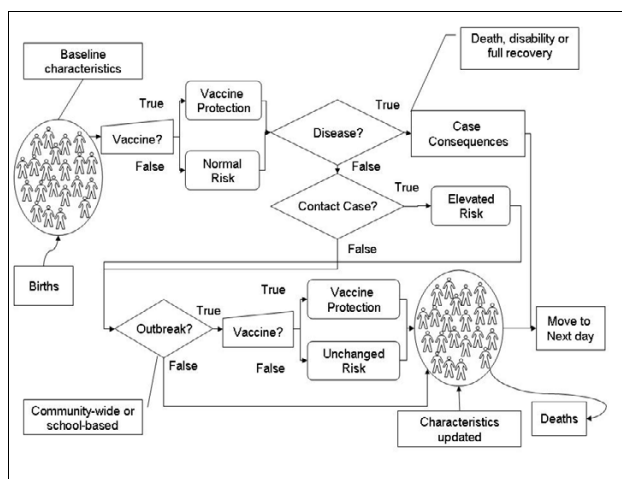 Baseline
characteristics
Death, disability or
full recovery
True
Vaccine
Protection
True
Vaccine?
Disease?
Case
Consequences
False
Normal
Risk
False
True
Contact Case?
Elevated
Risk
False
Births
True
True
Vaccine
Protection
Outbreak?
Vaccine?
Move to
Next day
False
False
Unchanged
Risk
Community-wide or
school-based
Characteristics
updated
Deaths